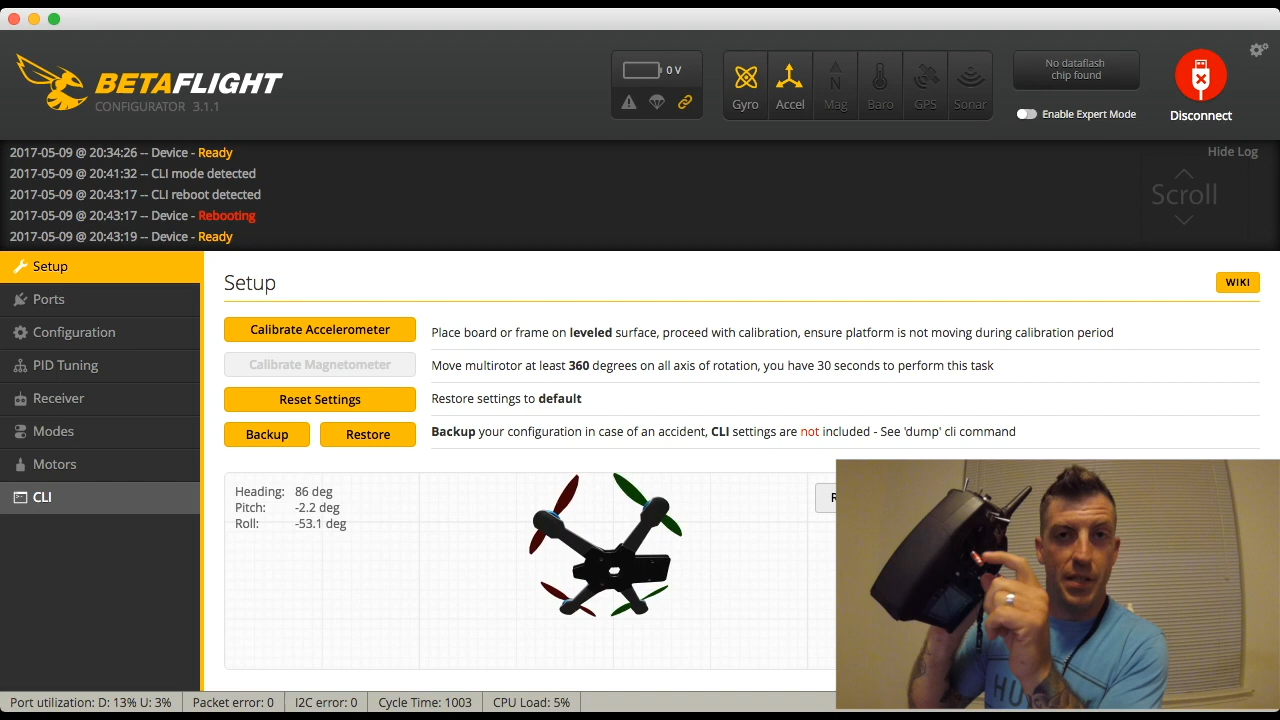 BETAFLIGHT
CONFIGURATOR 3.1.1
0 V
Gyro
Accel
Mag
Baro
GPS
Sonar
No dataflash
chip found
Enable Expert Mode
Disconnect
2017-05-09 @ 20:34:26 -- Device - Ready
2017-05-09 @ 20:41:32 -- CLI mode detected
2017-05-09 @ 20:43:17 -- CLI reboot detected
2017-05-09 @ 20:43:17 -- Device - Rebooting
2017-05-09 @ 20:43:19 -- Device - Ready
Hide Log
Scroll
Setup
Ports
Configuration
PID Tuning
Receiver
Modes
Motors
CLI
Setup
WIKI
Calibrate Accelerometer
Place board or frame on leveled surface, proceed with calibration, ensure platform is not moving during calibration period
Calibrate Magnetometer
Move multirotor at least 360 degrees on all axis of rotation, you have 30 seconds to perform this task
Reset Settings
Restore settings to default
Backup
Restore
Backup your configuration in case of an accident, CLI settings are not included - See 'dump' cli command
Heading: 86 deg
Pitch: -2.2 deg
Roll: -53.1 deg
Port utilization: D: 13% U: 3%
Packet error: 0
I2C error: 0
Cycle Time: 1003
CPU Load: 5%